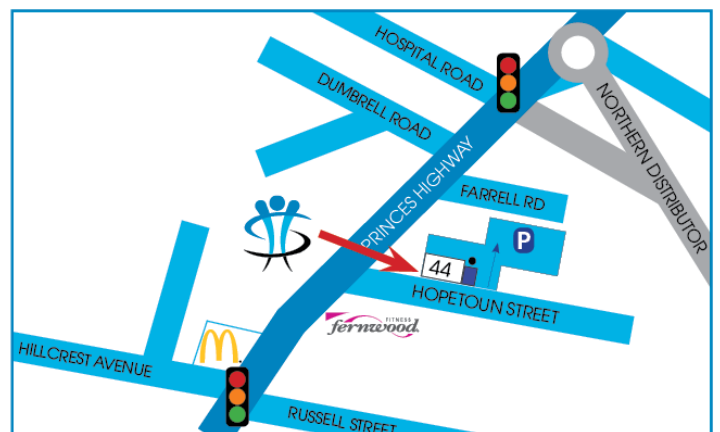 HOSPITAL ROAD
DUMBRELL ROAD
NORTHERN DISTRIBUTOR
PRINCES HIGHWAY
FARRELL RD
P
44
HOPETOUN STREET
FITNESS
fernwood
M
HILLCREST AVENUE
RUSSELL STREET